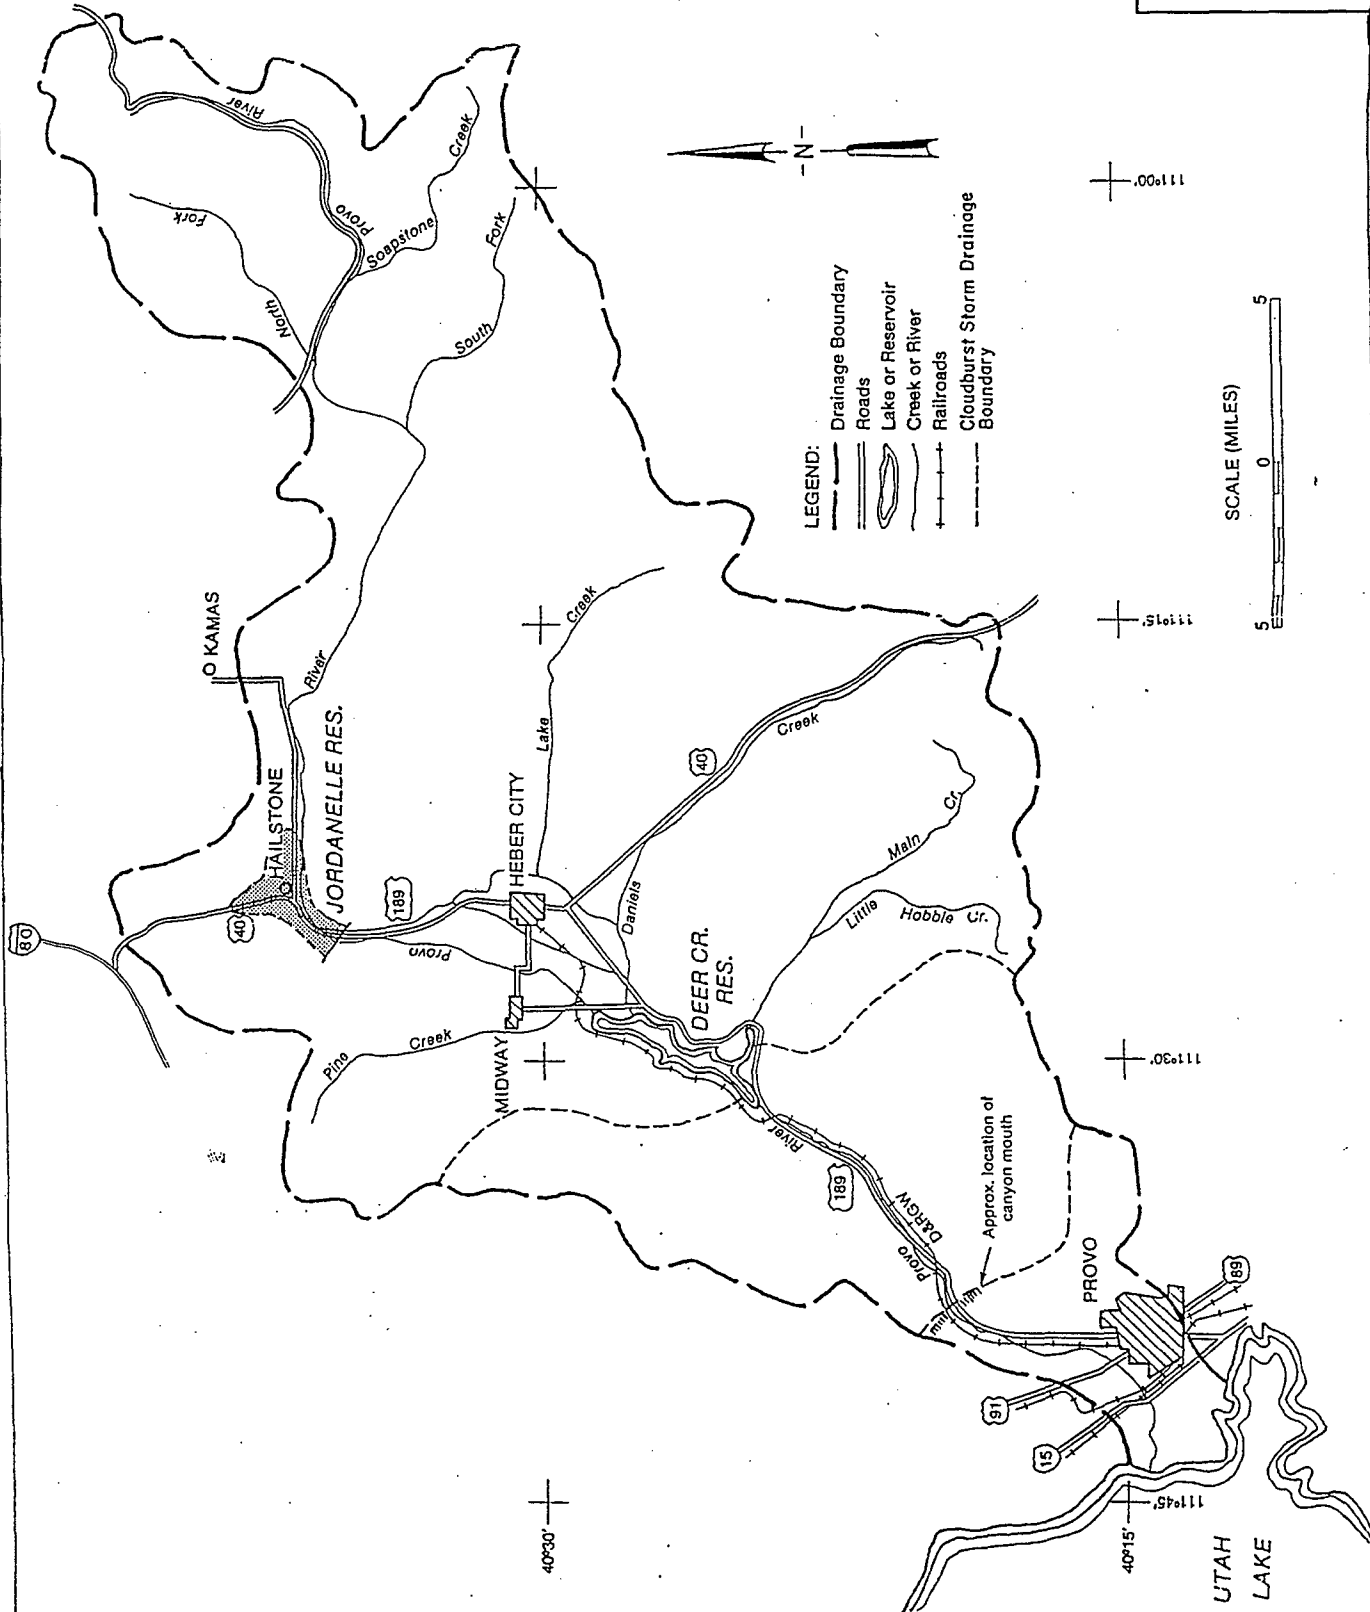 River
Creek
Fork
Provo
Soapstone
Fork
North
South
-N-
111°00'
O KAMAS
River
Creek
Lake
HAILSTONE
JORDANELLE RES.
80
40
189
HEBER CITY
Provo
Daniels
40
Creek
Main
Cr.
Little
Hobble Cr.
DEER CR.
RES.
Pine
Creek
MIDWAY
River
189
D&RGW
Provo
Approx. location of
canyon mouth
PROVO
89
91
15
UTAH
LAKE
40°30'
40°15'
111°15'
111°30'
111°45'
LEGEND:
Drainage Boundary
Roads
Lake or Reservoir
Creek or River
Railroads
Cloudburst Storm Drainage
Boundary
SCALE (MILES)
5
0
5